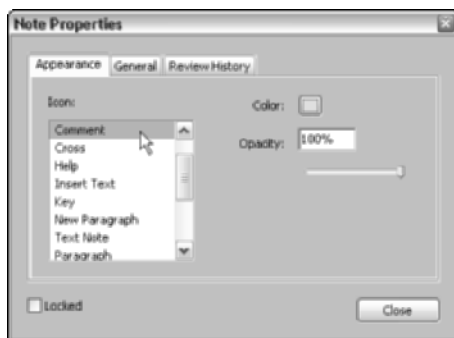 Note Properties
Appearance General Review History
Icon:
Color:
Comment
Cross
Opacity: 100%
Help
Insert Text
Key
New Paragraph
Text Note
Paragraph
Locked
Close